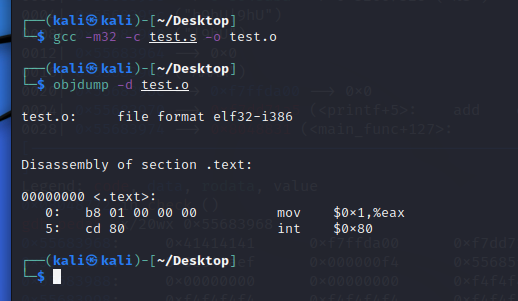 ┌──(kali㉿kali)-[~/Desktop]
└─$ gcc -m32 -c test.s -o test.o
┌──(kali㉿kali)-[~/Desktop]
└─$ objdump -d test.o
test.o:     file format elf32-i386
Disassembly of section .text:
00000000 <.text>:
   0:   b8 01 00 00 00          mov    $0x1,%eax
   5:   cd 80                   int    $0x80
┌──(kali㉿kali)-[~/Desktop]
└─$